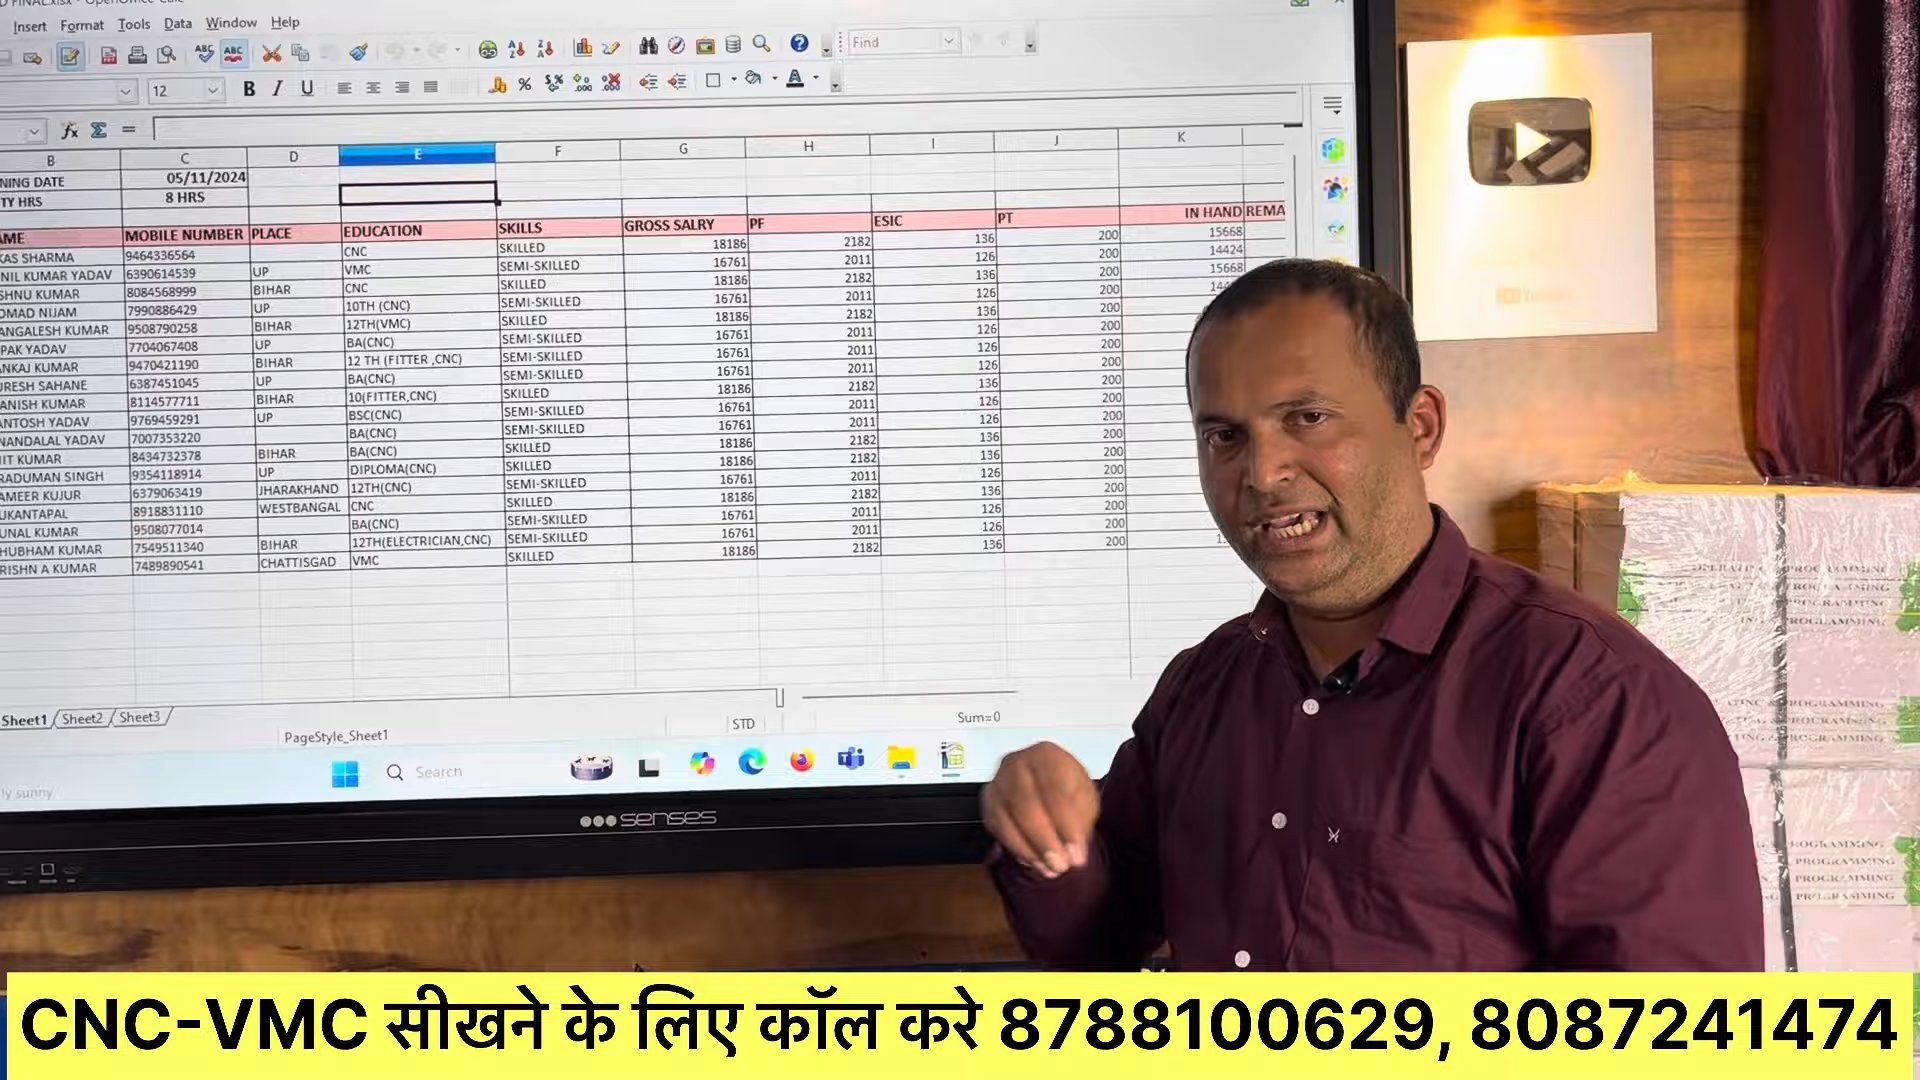 Insert Format Tools Data Window Help
Find
12 B I U
B C D E F G H I J K
NING DATE 05/11/2024
TY HRS 8 HRS
AME MOBILE NUMBER PLACE EDUCATION SKILLS GROSS SALRY PF ESIC PT IN HAND REMA
KAS SHARMA 9464336564 CNC SKILLED 18186 2182 136 200 15668
NIL KUMAR YADAV 6390614539 UP VMC SEMI-SKILLED 16761 2011 126 200 14424
SHNU KUMAR 8084568999 BIHAR CNC SKILLED 18186 2182 136 200 15668
OMAD NIJAM 7990886429 UP 10TH (CNC) SEMI-SKILLED 16761 2011 126 200
ANGALESH KUMAR 9508790258 BIHAR 12TH(VMC) SKILLED 18186 2182 136 200
PAK YADAV 7704067408 UP BA(CNC) SEMI-SKILLED 16761 2011 126 200
ANKAJ KUMAR 9470421190 BIHAR 12 TH (FITTER ,CNC) SEMI-SKILLED 16761 2011 126 200
URESH SAHANE 6387451045 UP BA(CNC) SEMI-SKILLED 16761 2011 126 200
ANISH KUMAR 8114577711 BIHAR 10(FITTER,CNC) SKILLED 18186 2182 136 200
ANTOSH YADAV 9769459291 UP BSC(CNC) SEMI-SKILLED 16761 2011 126 200
NANDALAL YADAV 7007353220 BA(CNC) SEMI-SKILLED 16761 2011 126 200
IT KUMAR 8434732378 BIHAR BA(CNC) SKILLED 18186 2182 136 200
RADUMAN SINGH 9354118914 UP DIPLOMA(CNC) SKILLED 18186 2182 136 200
AMEER KUJUR 6379063419 JHARAKHAND 12TH(CNC) SEMI-SKILLED 16761 2011 126 200
UKANTAPAL 8918831110 WESTBANGAL CNC SKILLED 18186 2182 136 200
UNAL KUMAR 9508077014 BA(CNC) SEMI-SKILLED 16761 2011 126 200
HUBHAM KUMAR 7549511340 BIHAR 12TH(ELECTRICIAN,CNC) SEMI-SKILLED 16761 2011 126 200
RISHN A KUMAR 7489890541 CHATTISGAD VMC SKILLED 18186 2182 136 200
Sheet1 Sheet2 Sheet3
PageStyle_Sheet1 STD Sum=0
Search
ly sunny
senses
PROGRAMMING
PROGRAMMING
PROGRAMMING
PROGRAMMING
CNC-VMC सीखने के लिए कॉल करे 8788100629, 8087241474